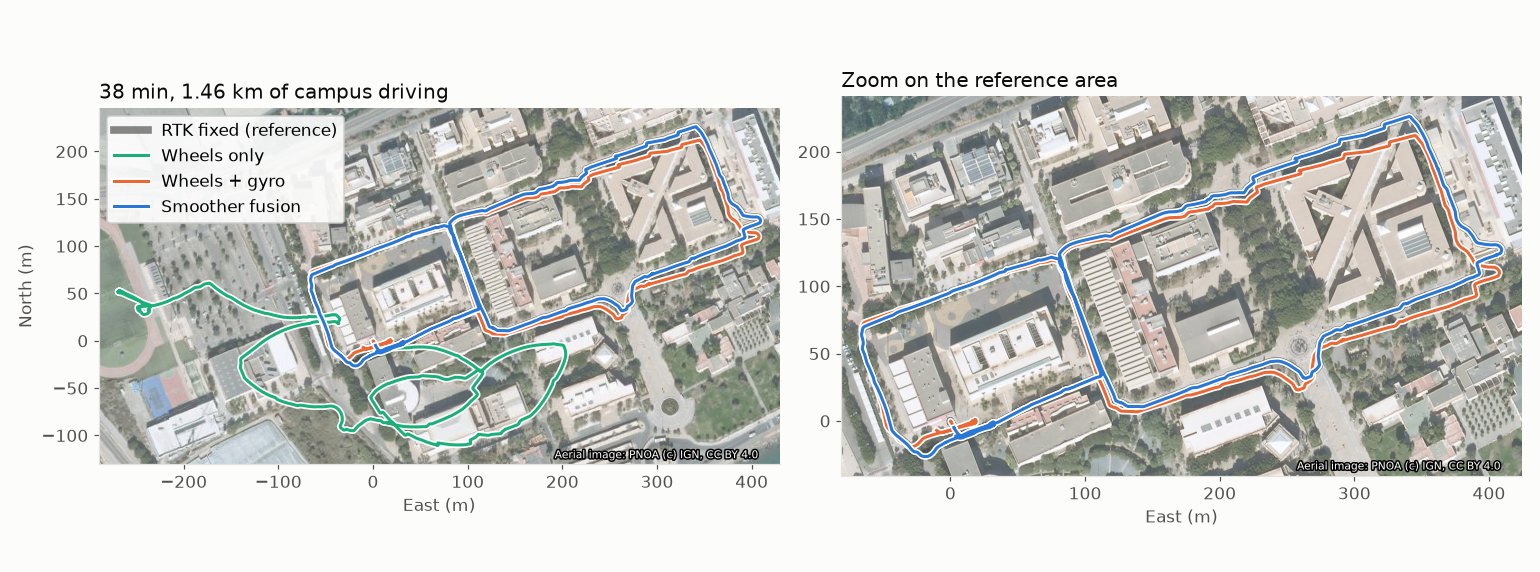 38 min, 1.46 km of campus driving
RTK fixed (reference)
Wheels only
Wheels + gyro
Smoother fusion
North (m)
200
150
100
50
0
−50
−100
−200
−100
0
100
200
300
400
East (m)
Aerial image: PNOA (c) IGN, CC BY 4.0
Zoom on the reference area
200
150
100
50
0
0
100
200
300
400
East (m)
Aerial image: PNOA (c) IGN, CC BY 4.0